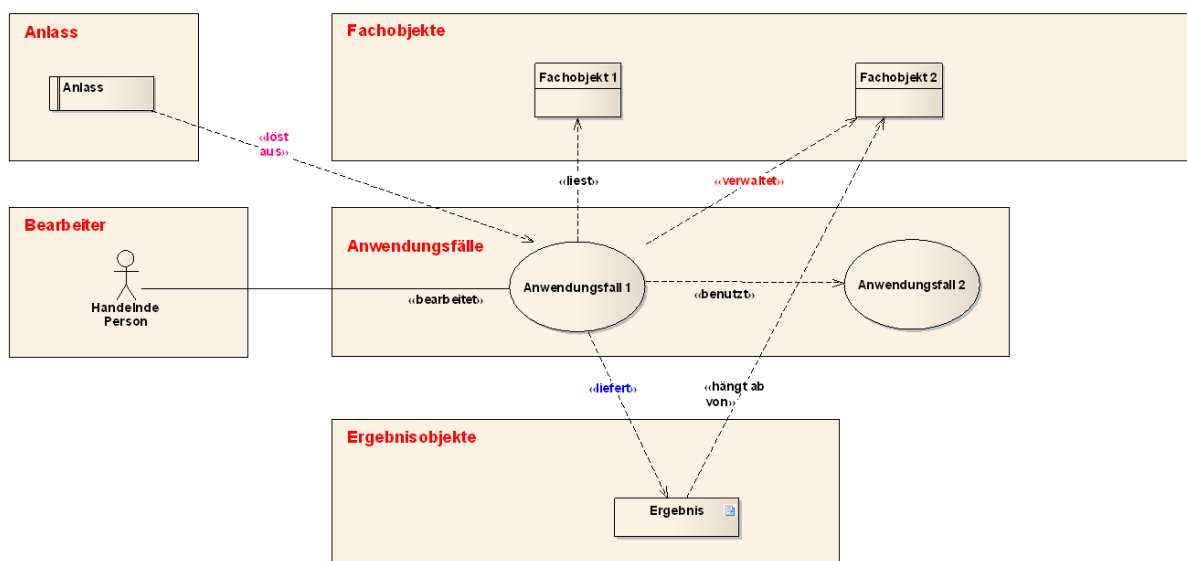 Anlass
Fachobjekte
Anlass
Fachobjekt 1
Fachobjekt 2
«löst
aus»
«liest»
«verwaltet»
Bearbeiter
Anwendungsfälle
Handelnde
Person
«bearbeitet»
Anwendungsfall 1
«benutzt»
Anwendungsfall 2
«liefert»
«hängt ab
von»
Ergebnisobjekte
Ergebnis